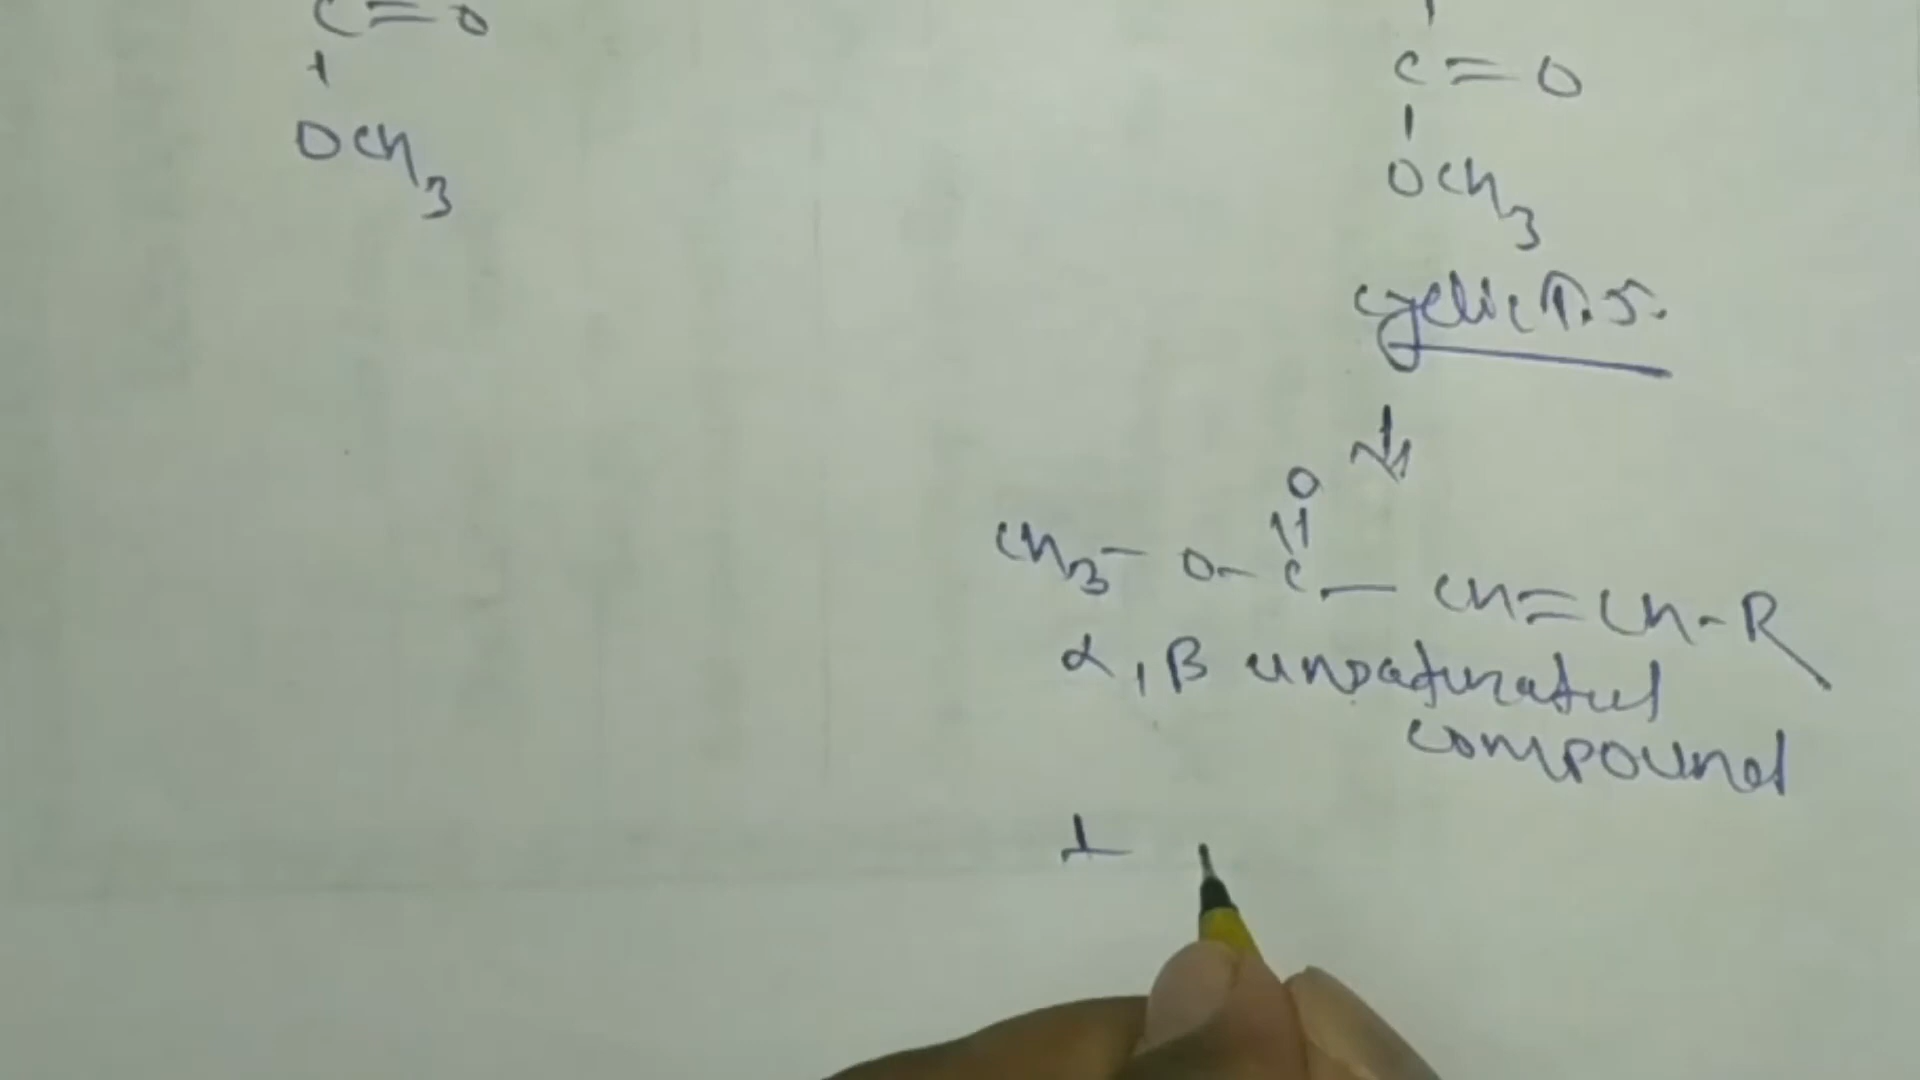 C=O
OCH3
C=O
OCH3
cyclic T.S.
O
CH3-O-C-CH=CH-R
α, β unsaturated
compound
+